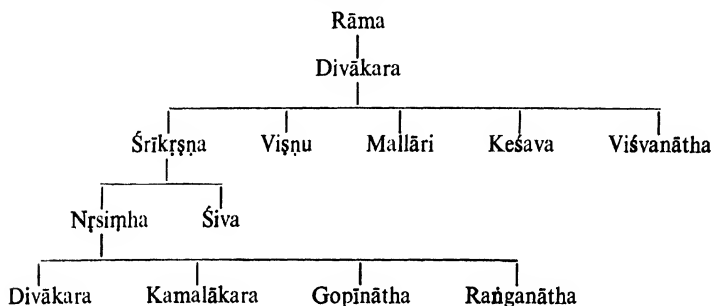 Rāma
Divākara
Śrīkṛṣṇa Viṣṇu Mallāri Keśava Viśvanātha
Nṛsiṃha Śiva
Divākara Kamalākara Gopīnātha Raṅganātha